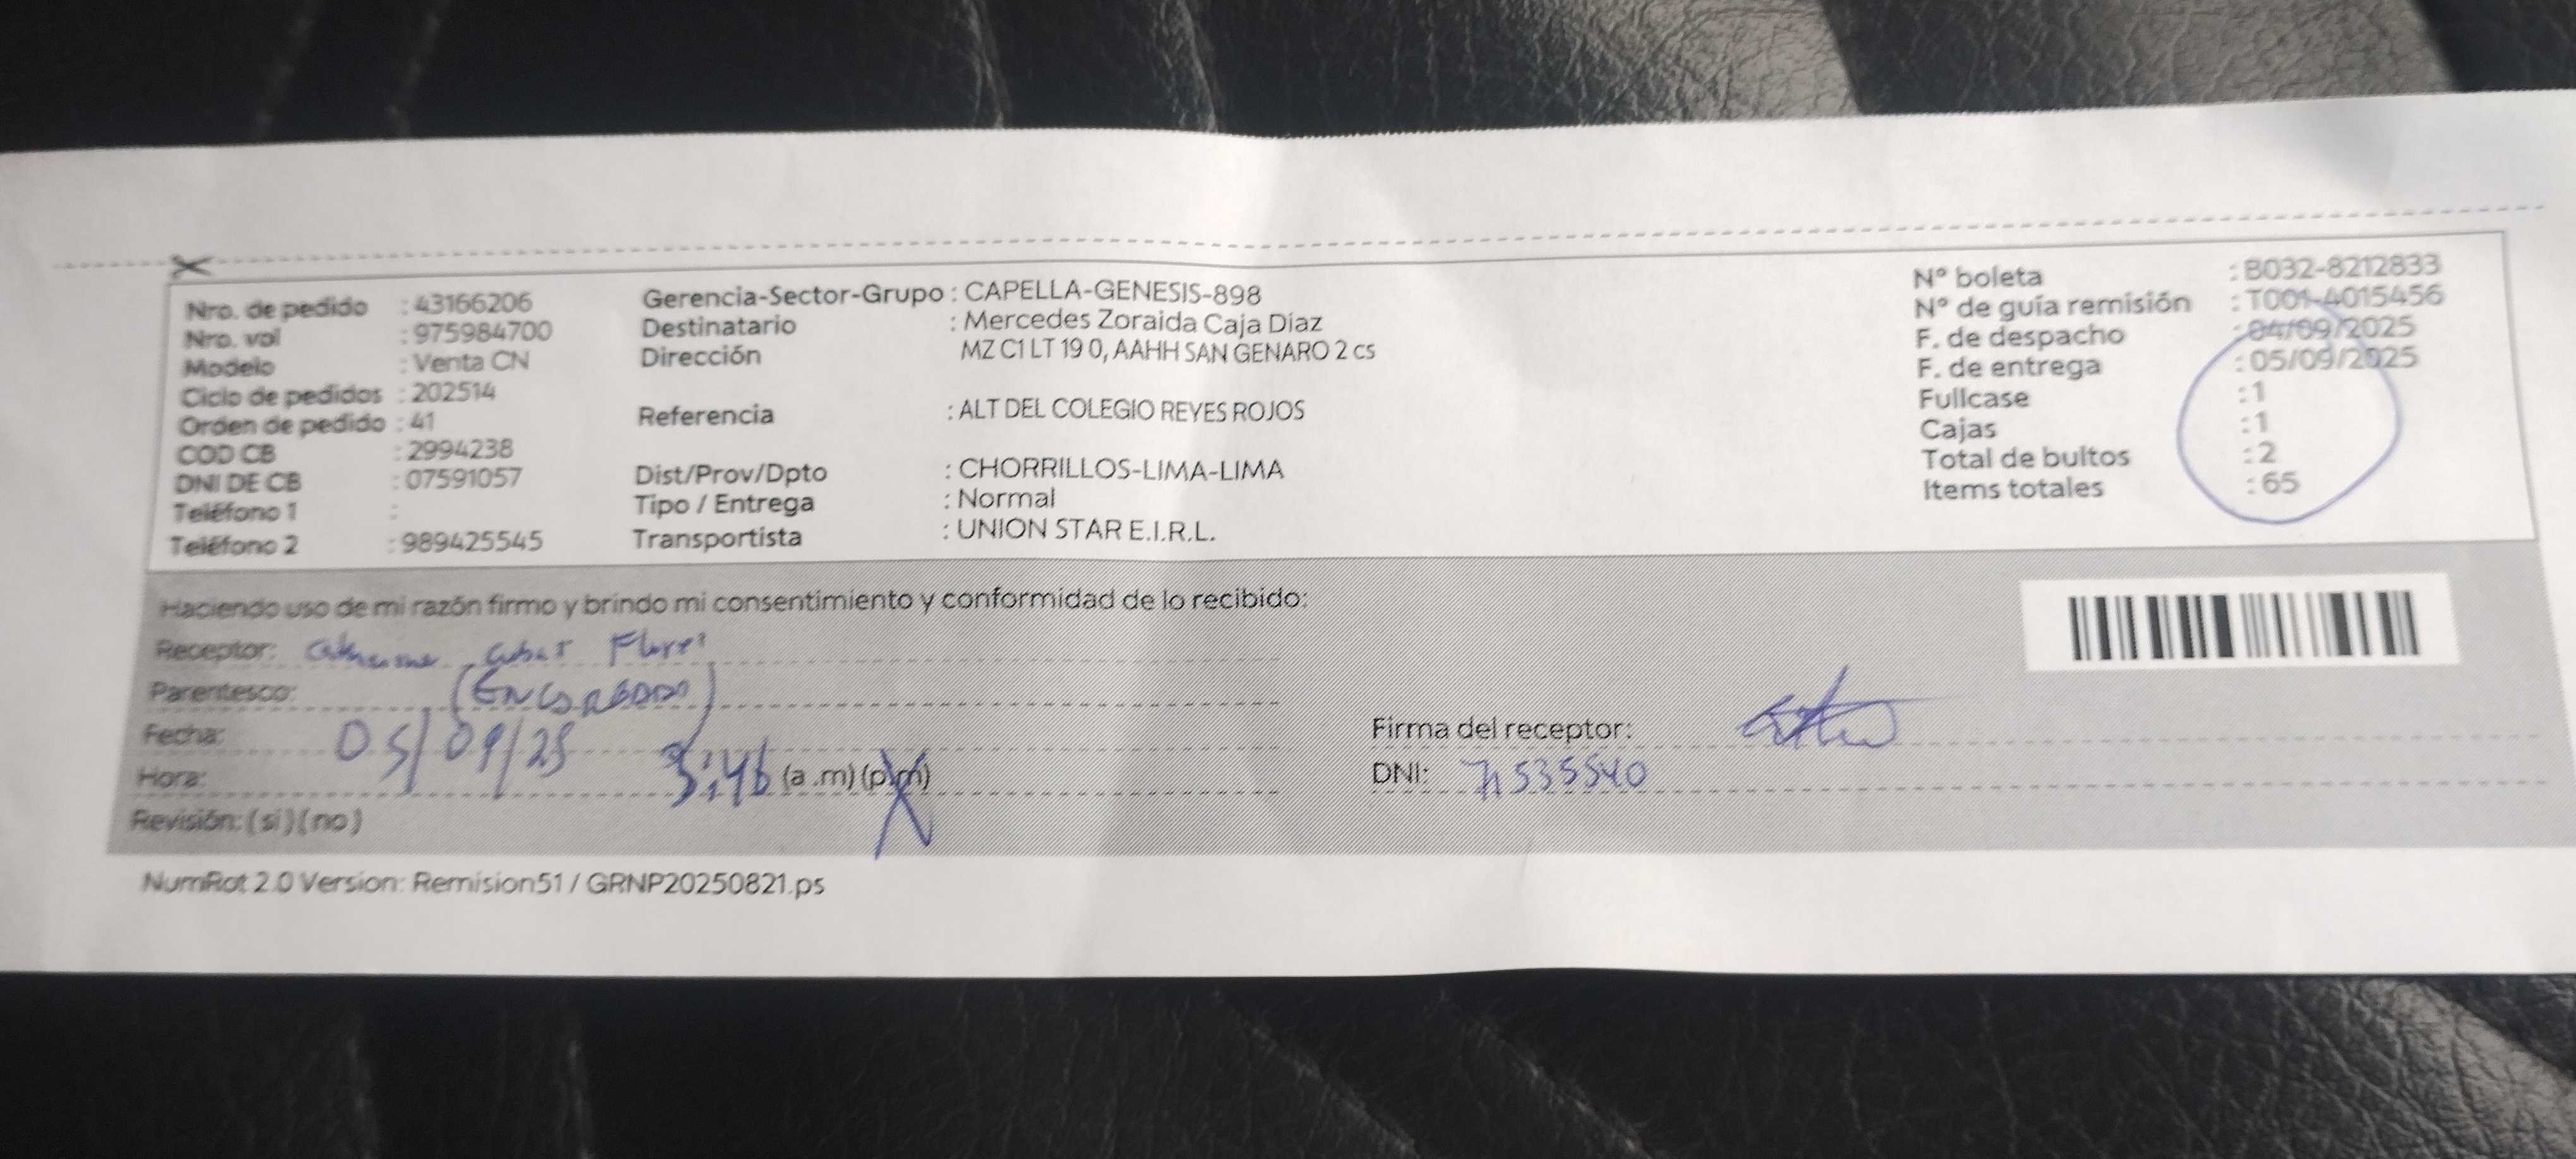 Nro. de pedido : 43166206
Nro. vol : 975984700
Modelo : Venta CN
Ciclo de pedidos : 202514
Orden de pedido : 41
COD CB : 2994238
DNI DE CB : 07591057
Teléfono 1 :
Teléfono 2 : 989425545
Gerencia-Sector-Grupo : CAPELLA-GENESIS-898
Destinatario : Mercedes Zoraida Caja Diaz
Dirección MZ C1 LT 19 0, AAHH SAN GENARO 2 cs
Referencia : ALT DEL COLEGIO REYES ROJOS
Dist/Prov/Dpto : CHORRILLOS-LIMA-LIMA
Tipo / Entrega : Normal
Transportista : UNION STAR E.I.R.L.
N° boleta : B032-8212833
N° de guía remisión : T001-4015456
F. de despacho : 04/09/2025
F. de entrega : 05/09/2025
Fullcase : 1
Cajas : 1
Total de bultos : 2
Items totales : 65
Haciendo uso de mi razón firmo y brindo mi consentimiento y conformidad de lo recibido:
Receptor: Flores
Parentesco: (ENCARGADO)
Fecha: 05/09/25
Hora: 3:46 (a .m) (p.m)
Revisión: ( si ) ( no )
Firma del receptor:
DNI: 71535540
NumRot 2.0 Version: Remision51 / GRNP20250821.ps